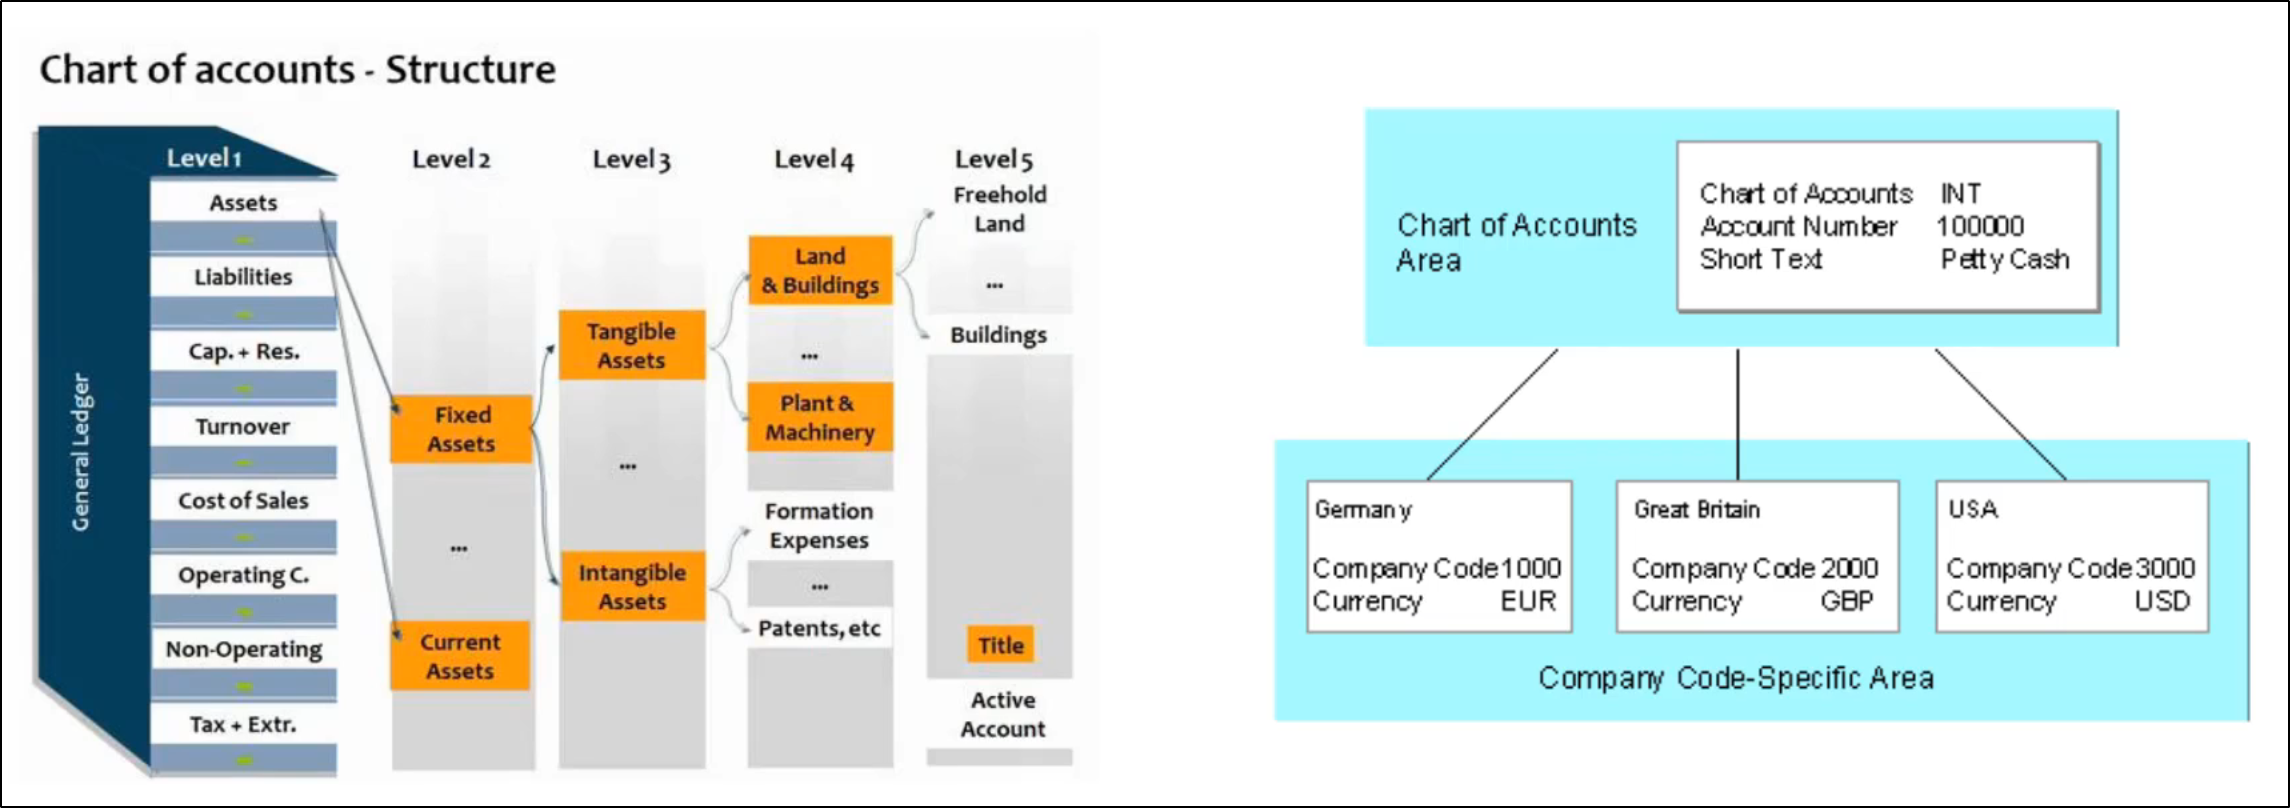 Chart of accounts - Structure
General Ledger
Level 1
Assets
Liabilities
Cap. + Res.
Turnover
Cost of Sales
Operating C.
Non-Operating
Tax + Extr.
Level 2
Fixed
Assets
...
Current
Assets
Level 3
Tangible
Assets
...
Intangible
Assets
Level 4
Land
& Buildings
...
Plant &
Machinery
Formation
Expenses
...
Patents, etc
Level 5
Freehold
Land
...
Buildings
Title
Active
Account
Chart of Accounts
Area
Chart of Accounts INT
Account Number 100000
Short Text Petty Cash
Germany
Company Code 1000
Currency EUR
Great Britain
Company Code 2000
Currency GBP
USA
Company Code 3000
Currency USD
Company Code-Specific Area